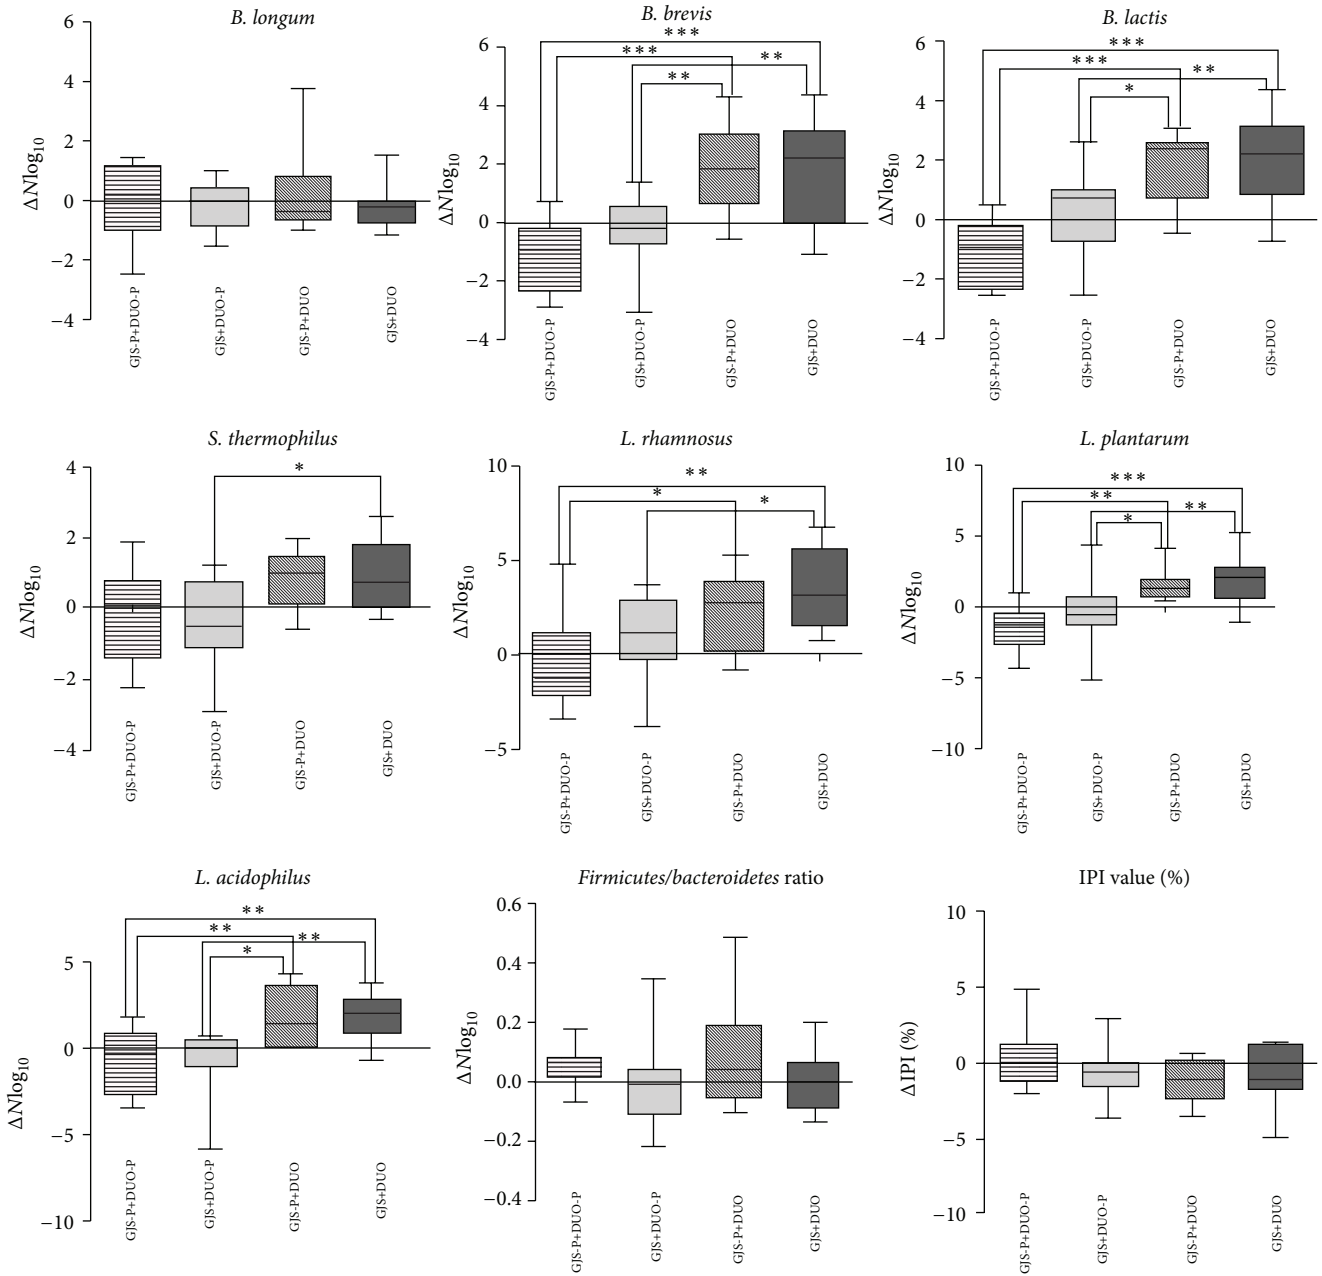 B. longum
6
4
2
0
−2
−4
ΔNlog10
GJS-P+DUO-P
GJS+DUO-P
GJS-P+DUO
GJS+DUO
B. brevis
6
4
2
0
−2
−4
ΔNlog10
***
***
**
**
GJS-P+DUO-P
GJS+DUO-P
GJS-P+DUO
GJS+DUO
B. lactis
6
4
2
0
−2
−4
ΔNlog10
***
***
**
*
GJS-P+DUO-P
GJS+DUO-P
GJS-P+DUO
GJS+DUO
S. thermophilus
4
2
0
−2
−4
ΔNlog10
*
GJS-P+DUO-P
GJS+DUO-P
GJS-P+DUO
GJS+DUO
L. rhamnosus
10
5
0
−5
ΔNlog10
**
*
*
GJS-P+DUO-P
GJS+DUO-P
GJS-P+DUO
GJS+DUO
L. plantarum
10
5
0
−5
−10
ΔNlog10
***
**
**
*
GJS-P+DUO-P
GJS+DUO-P
GJS-P+DUO
GJS+DUO
L. acidophilus
5
0
−5
−10
ΔNlog10
**
**
**
*
GJS-P+DUO-P
GJS+DUO-P
GJS-P+DUO
GJS+DUO
Firmicutes/bacteroidetes ratio
0.6
0.4
0.2
0.0
−0.2
−0.4
ΔNlog10
GJS-P+DUO-P
GJS+DUO-P
GJS-P+DUO
GJS+DUO
IPI value (%)
10
5
0
−5
−10
ΔIPI (%)
GJS-P+DUO-P
GJS+DUO-P
GJS-P+DUO
GJS+DUO